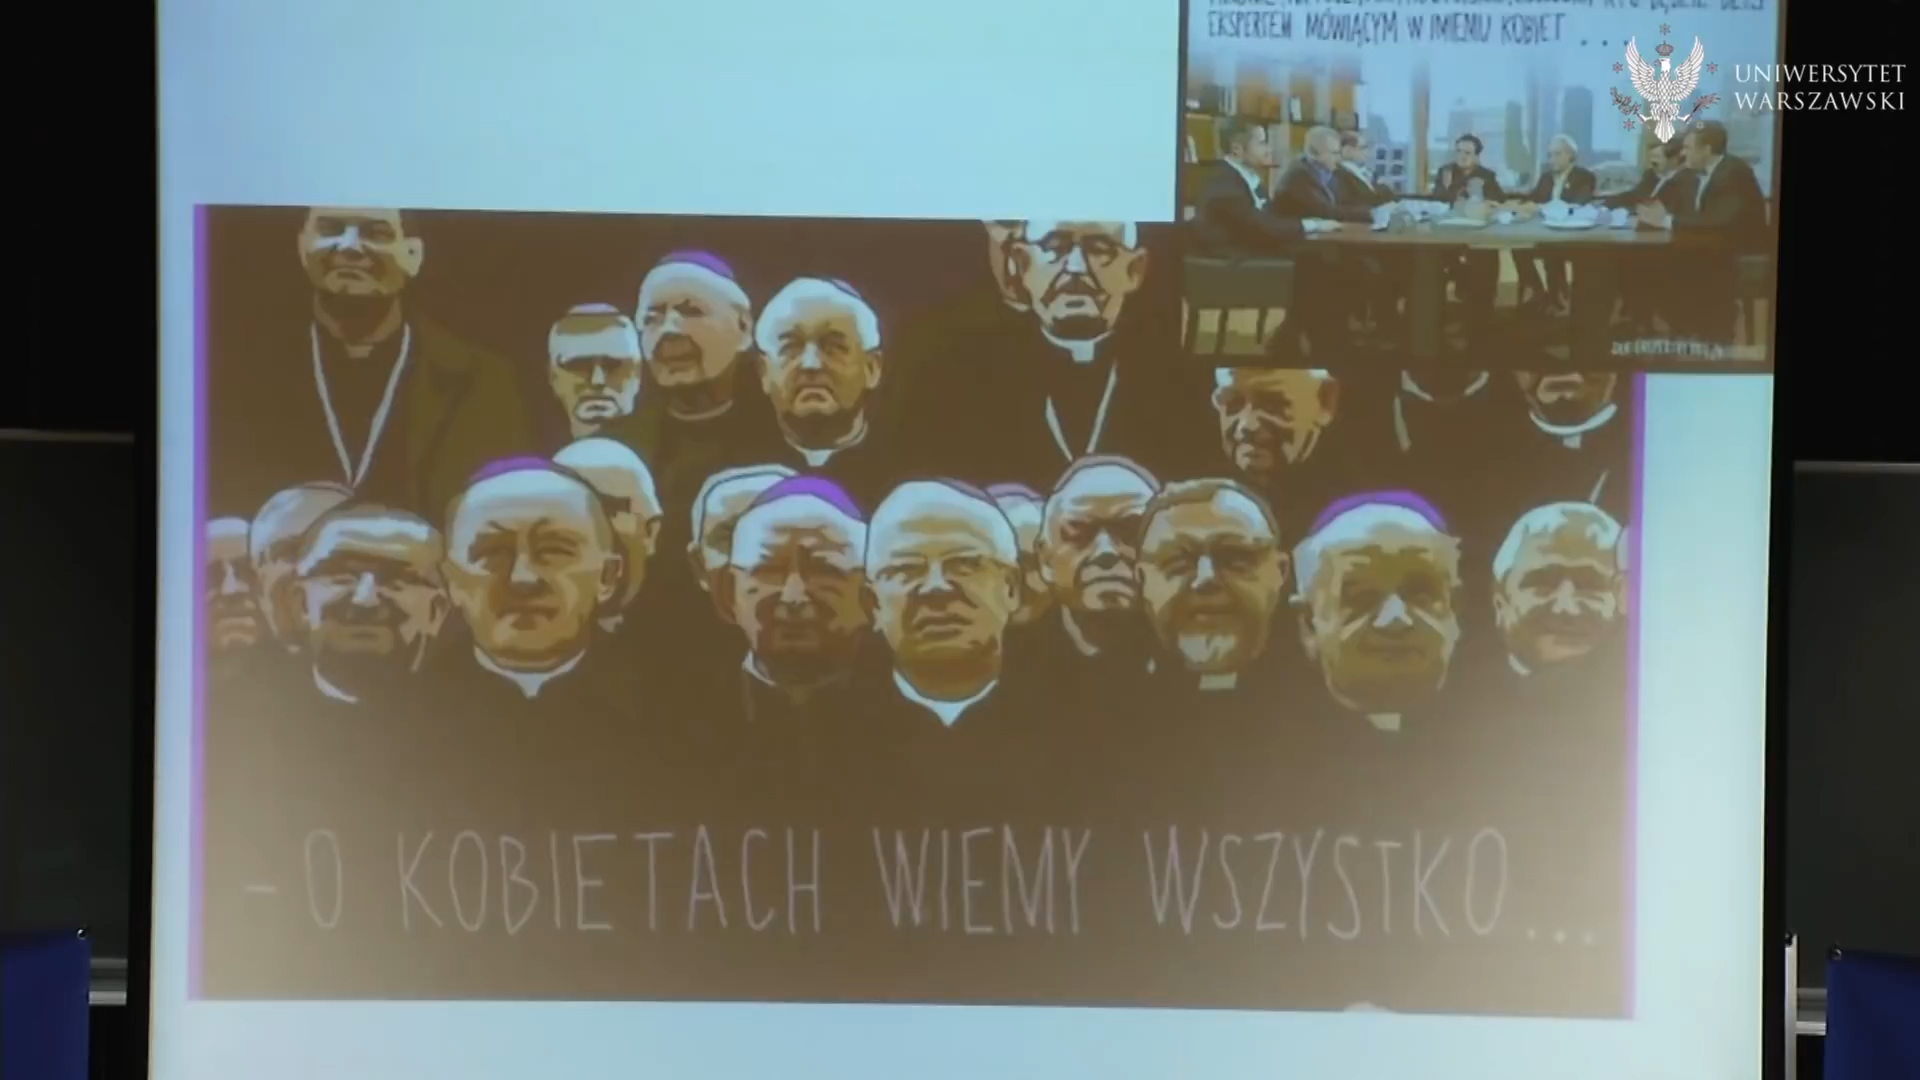 EKSPERTEM MÓWIĄCYM W IMIENIU KOBIET ...
UNIWERSYTET
WARSZAWSKI
- O KOBIETACH WIEMY WSZYSTKO...